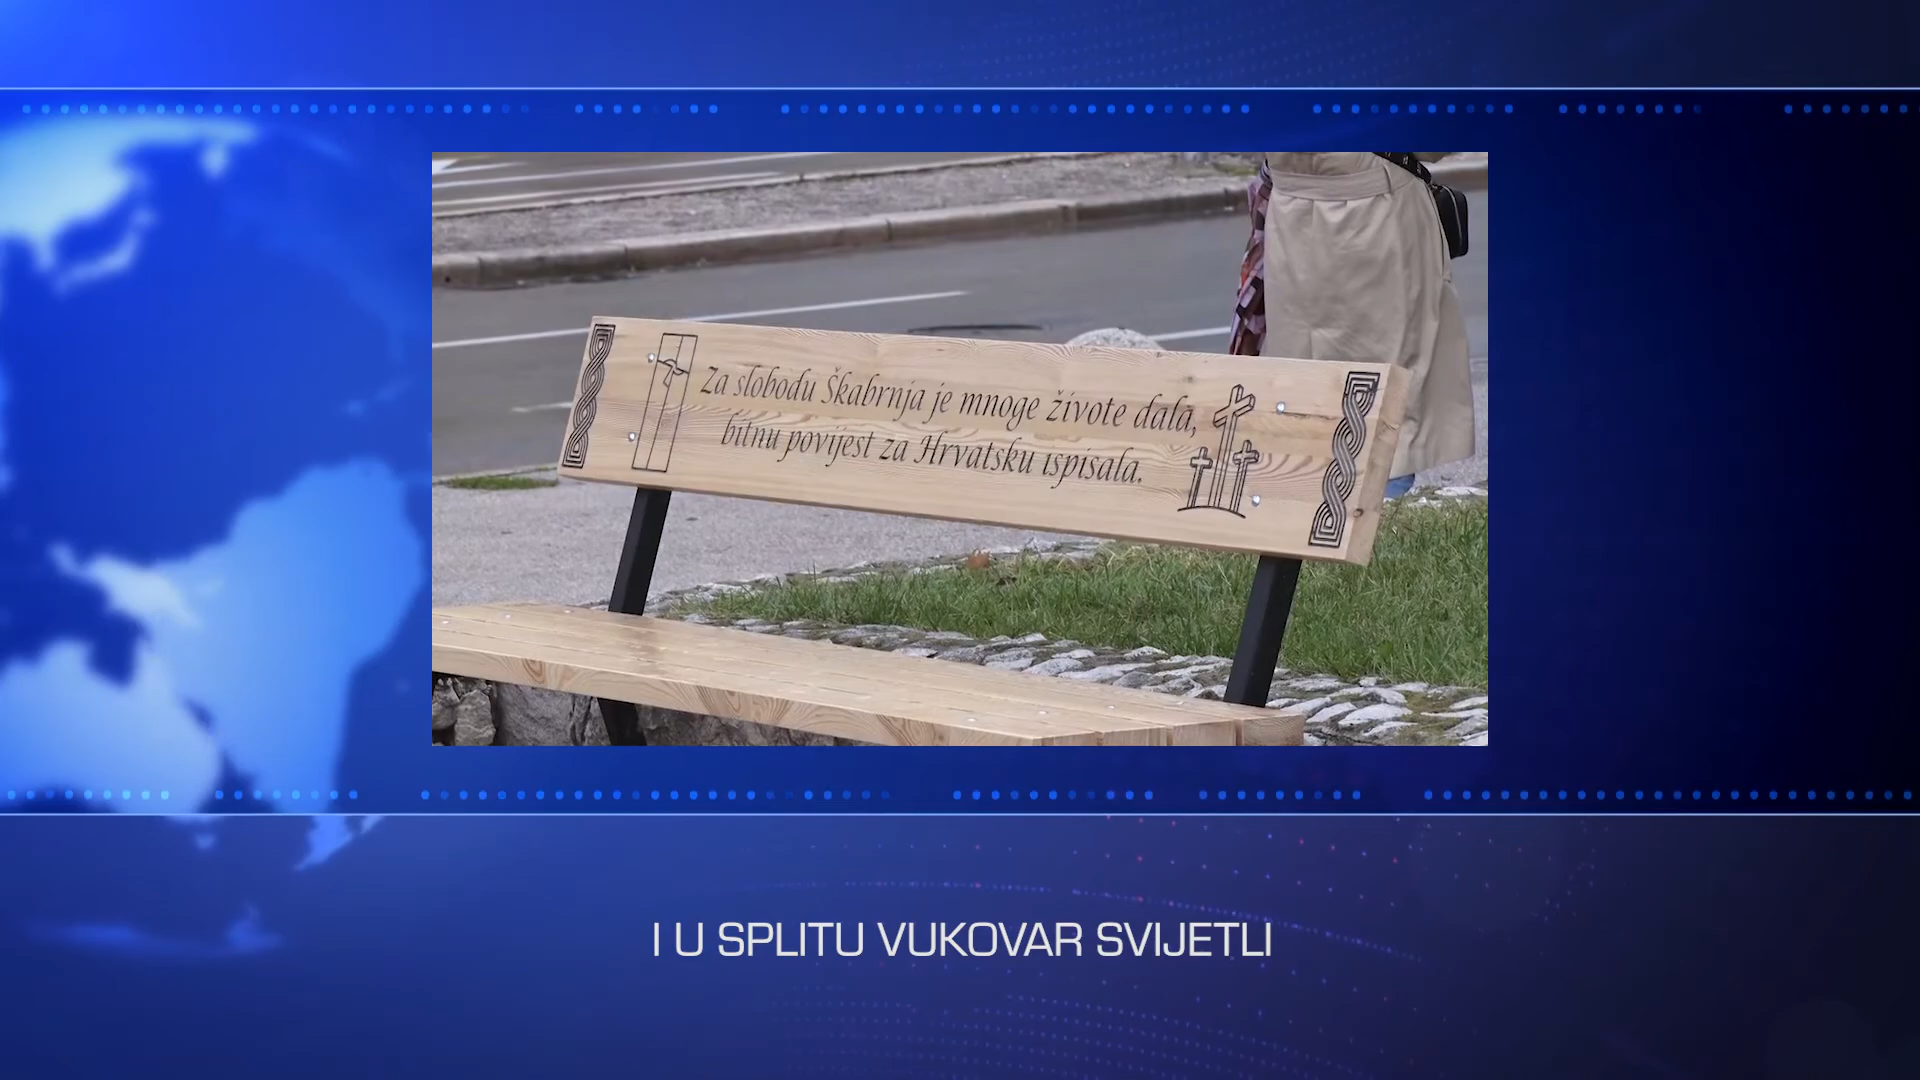 Za slobodu Škabrnja je mnoge živote dala,
bitnu povijest za Hrvatsku ispisala.
I U SPLITU VUKOVAR SVIJETLI